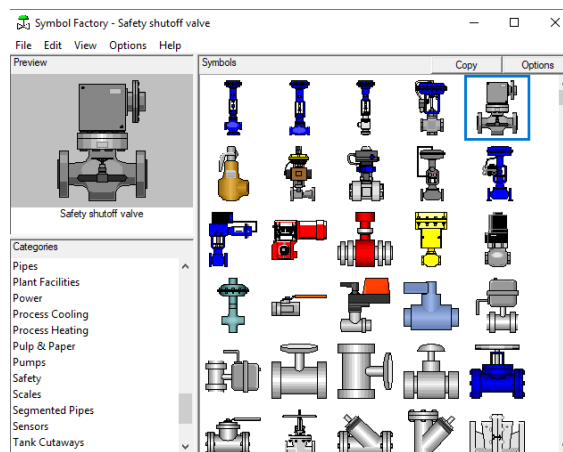 Symbol Factory - Safety shutoff valve
File Edit View Options Help
Preview
Symbols
Copy
Options
Safety shutoff valve
Categories
Pipes
Plant Facilities
Power
Process Cooling
Process Heating
Pulp & Paper
Pumps
Safety
Scales
Segmented Pipes
Sensors
Tank Cutaways